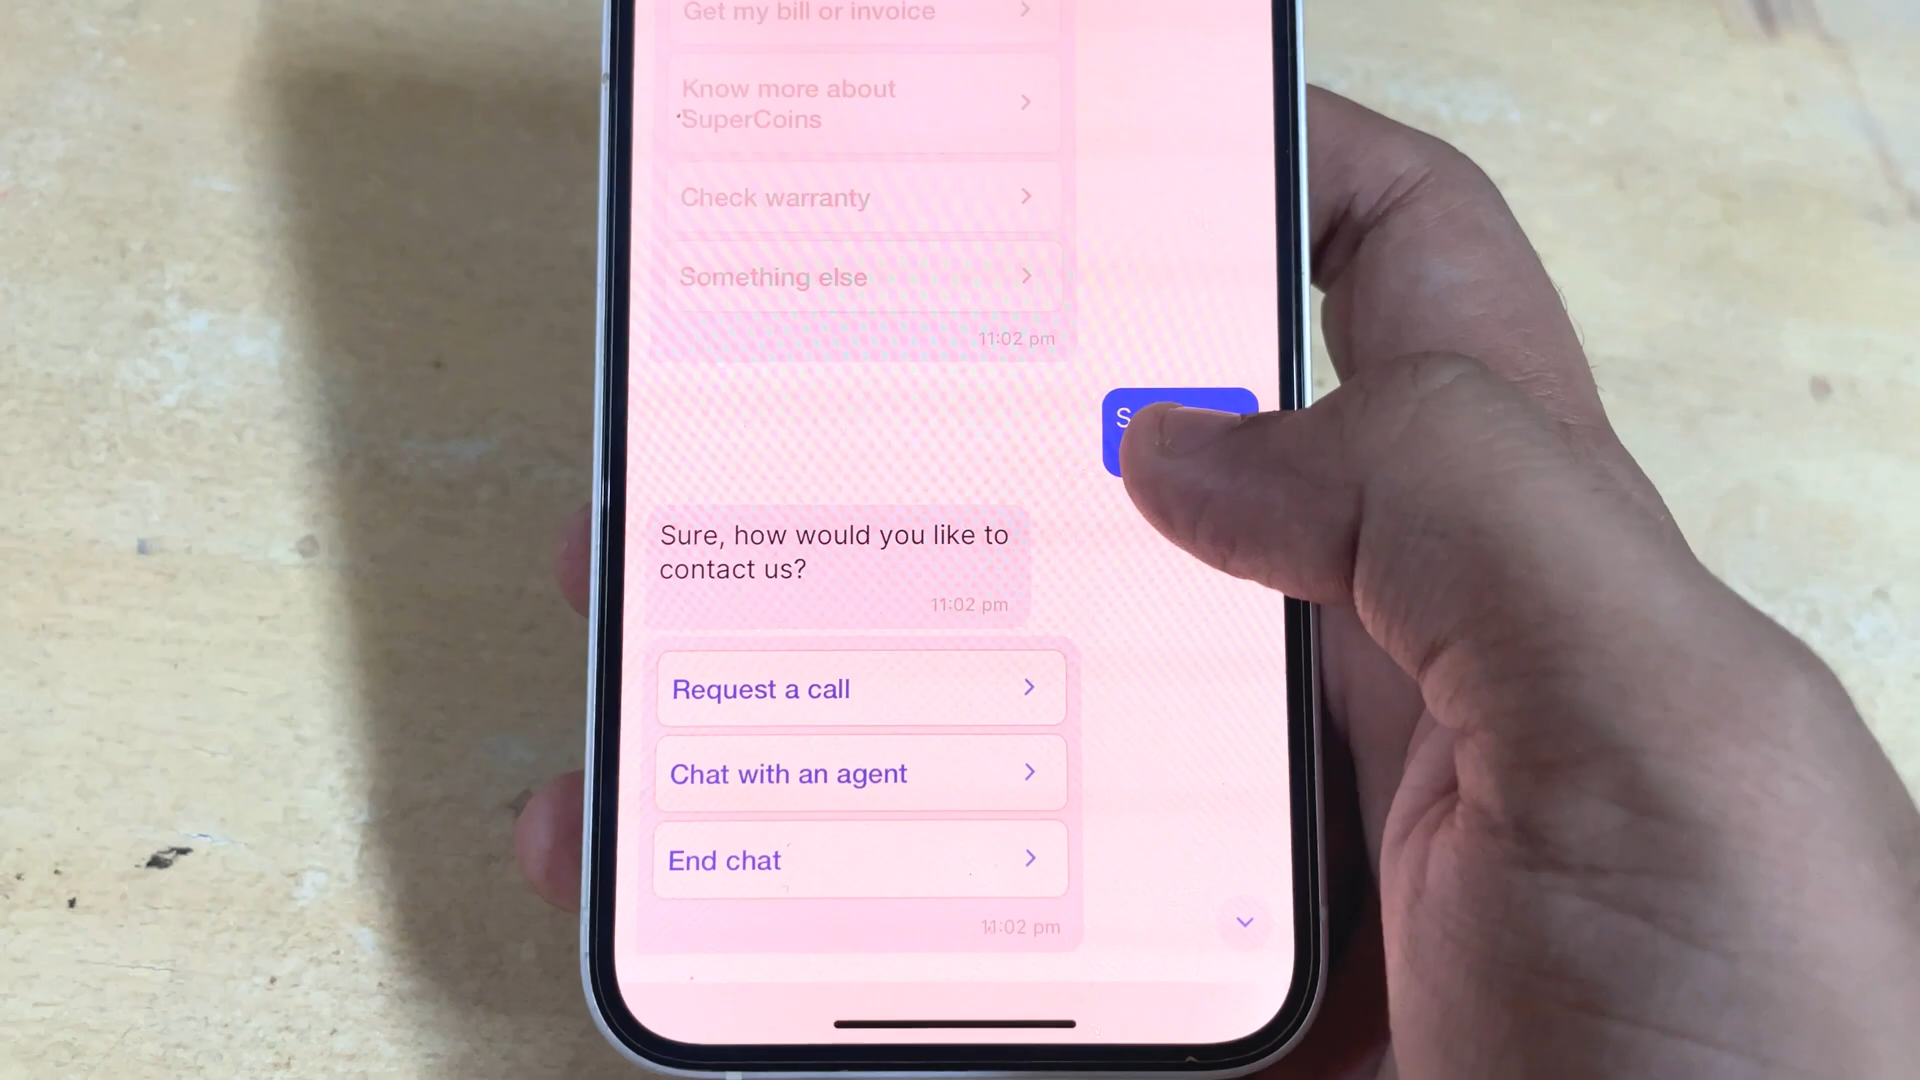 Get my bill or invoice
Know more about
SuperCoins
Check warranty
Something else
11:02 pm
Sure, how would you like to
contact us?
11:02 pm
Request a call
Chat with an agent
End chat
11:02 pm